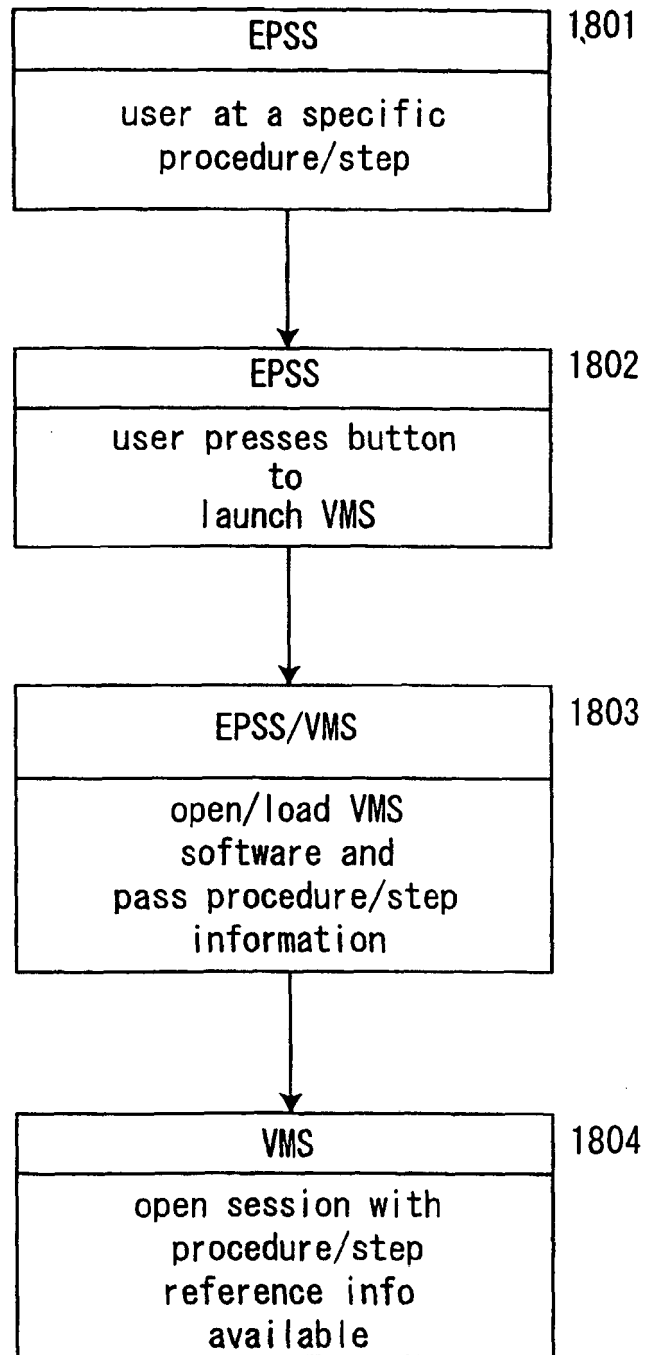 EPSS
1801
user at a specific
procedure/step
EPSS
1802
user presses button
to
launch VMS
EPSS/VMS
1803
open/load VMS
software and
pass procedure/step
information
VMS
1804
open session with
procedure/step
reference info
available